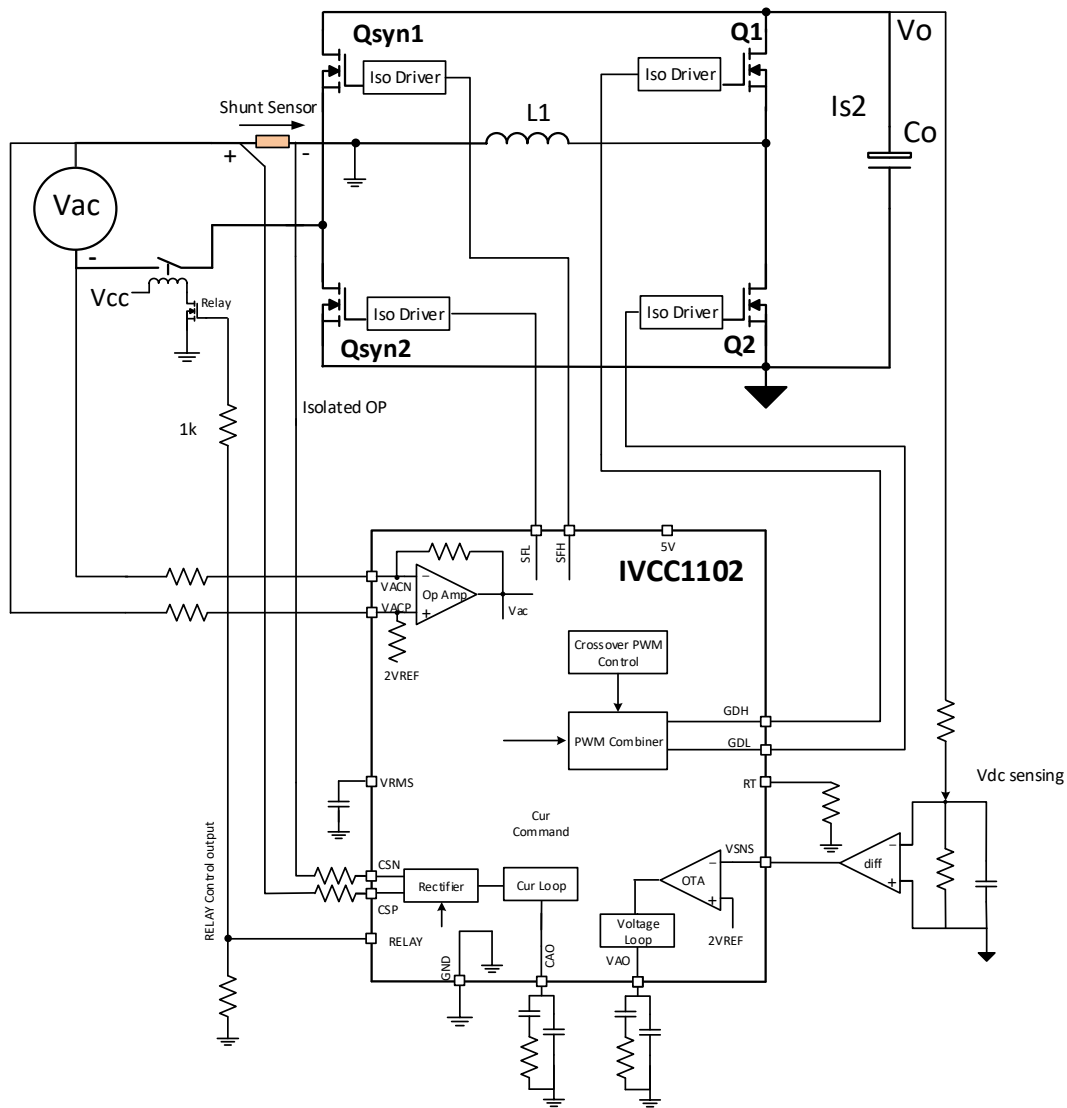 Qsyn1
Q1
Vo
Iso Driver
Iso Driver
Shunt Sensor
L1
Is2
Co
+
-
Vac
-
Vcc
Relay
Iso Driver
Iso Driver
Qsyn2
Q2
Isolated OP
1k
SFL
SFH
5V
IVCC1102
VACN
−
Op Amp
VACP
+
Vac
2VREF
Crossover PWM
Control
PWM Combiner
GDH
GDL
VRMS
RT
Vdc sensing
Cur
Command
RELAY Control output
VSNS
−
OTA
+
diff
-
+
CSN
CSP
Rectifier
Cur Loop
Voltage
Loop
2VREF
RELAY
GND
CAO
VAO